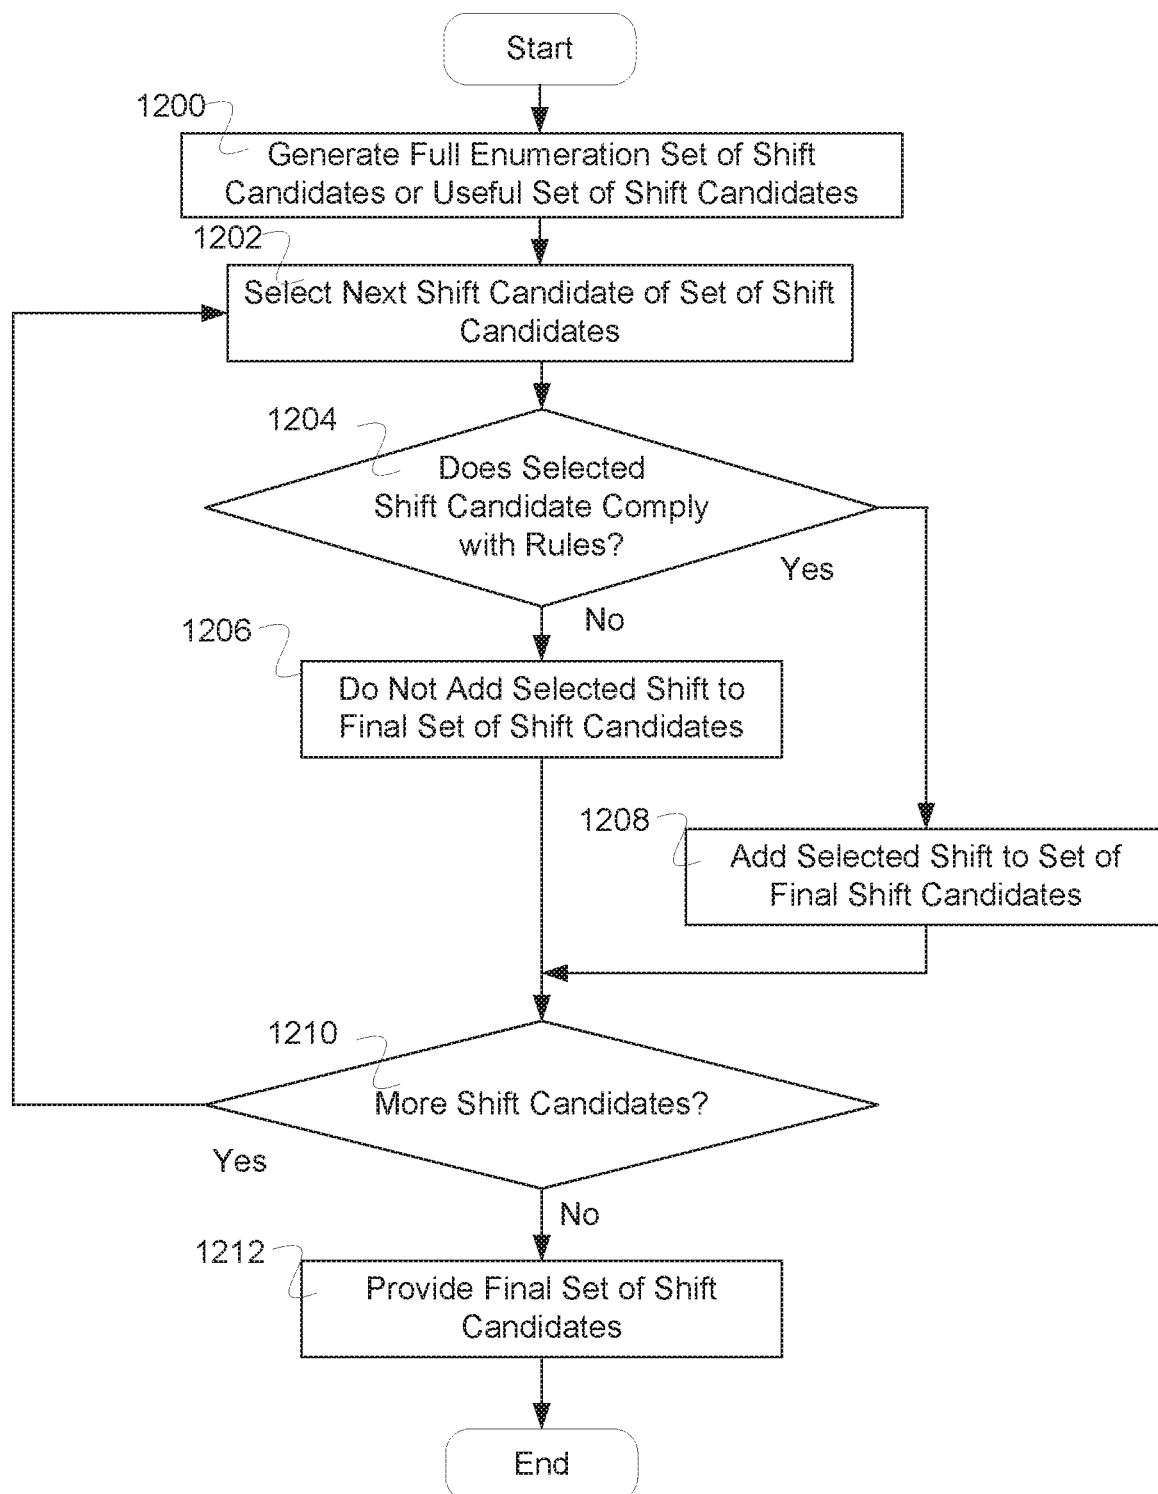 Start
1200
Generate Full Enumeration Set of Shift
Candidates or Useful Set of Shift Candidates
1202
Select Next Shift Candidate of Set of Shift
Candidates
1204
Does Selected
Shift Candidate Comply
with Rules?
Yes
No
1206
Do Not Add Selected Shift to
Final Set of Shift Candidates
1208
Add Selected Shift to Set of
Final Shift Candidates
1210
More Shift Candidates?
Yes
No
1212
Provide Final Set of Shift
Candidates
End